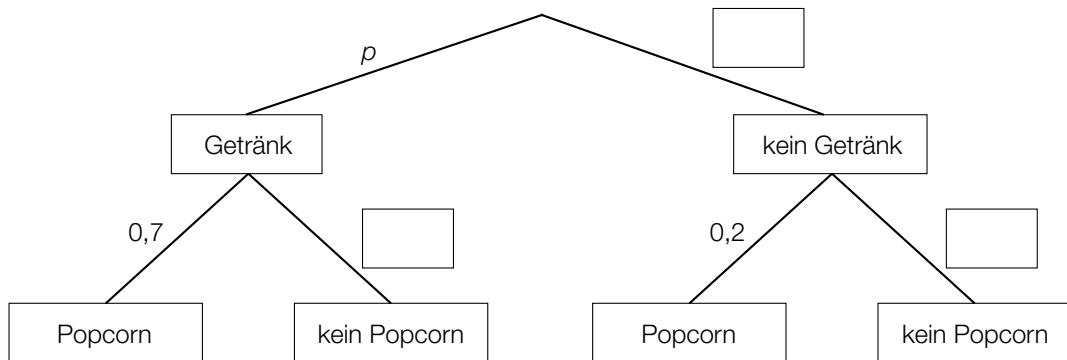 p
Getränk
kein Getränk
0,7
0,2
Popcorn
kein Popcorn
Popcorn
kein Popcorn